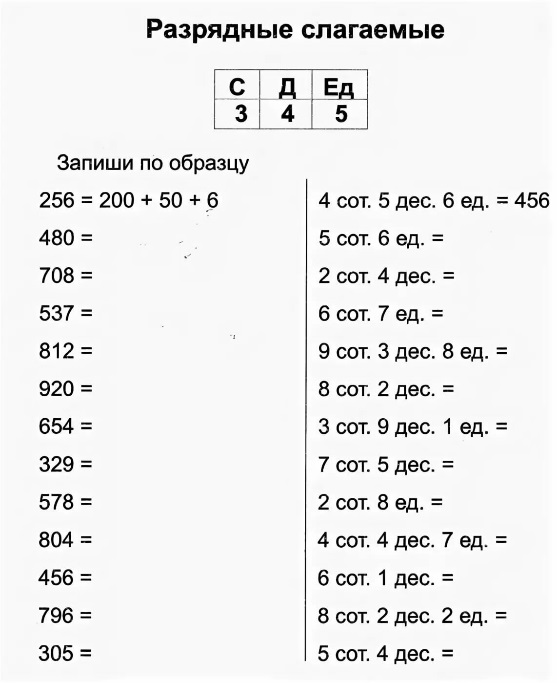 Разрядные слагаемые
С Д Ед
3 4 5
Запиши по образцу
256 = 200 + 50 + 6
480 =
708 =
537 =
812 =
920 =
654 =
329 =
578 =
804 =
456 =
796 =
305 =
4 сот. 5 дес. 6 ед. = 456
5 сот. 6 ед. =
2 сот. 4 дес. =
6 сот. 7 ед. =
9 сот. 3 дес. 8 ед. =
8 сот. 2 дес. =
3 сот. 9 дес. 1 ед. =
7 сот. 5 дес. =
2 сот. 8 ед. =
4 сот. 4 дес. 7 ед. =
6 сот. 1 дес. =
8 сот. 2 дес. 2 ед. =
5 сот. 4 дес. =